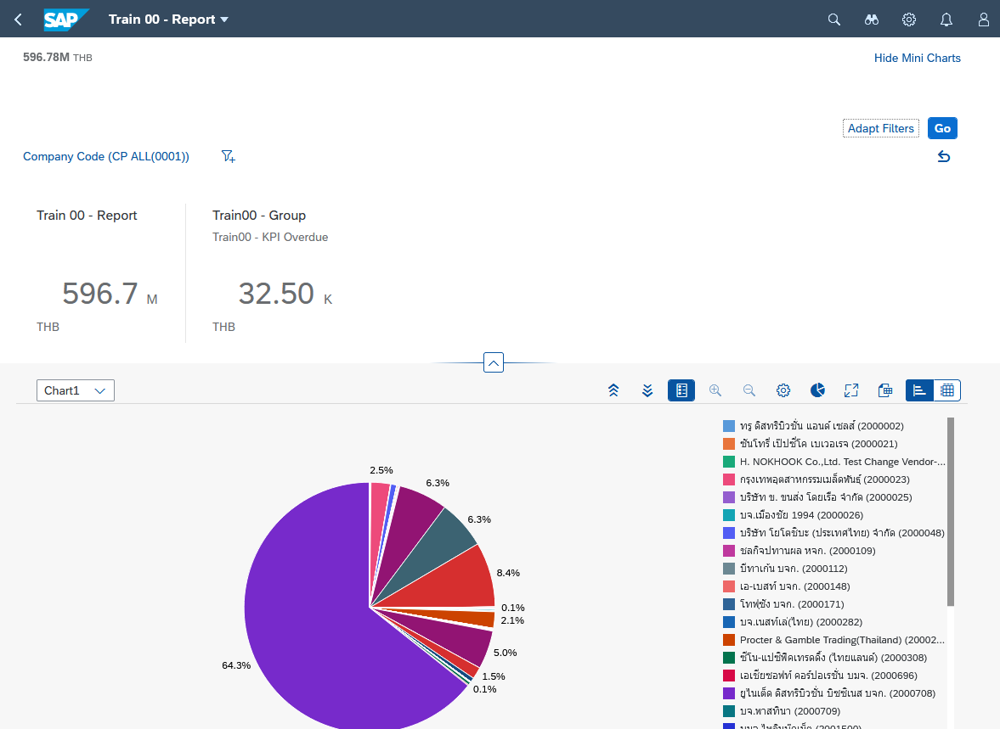 SAP Train 00 - Report
596.78M THB
Hide Mini Charts
Adapt Filters Go
Company Code (CP ALL(0001))
Train 00 - Report
596.7 M
THB
Train00 - Group
Train00 - KPI Overdue
32.50 K
THB
Chart1
2.5%
6.3%
6.3%
8.4%
0.1%
2.1%
5.0%
1.5%
0.1%
64.3%
ทรู ดิสทริบิวชั่น แอนด์ เซลส์ (2000002)
ซันโทรี่ เป๊ปซี่โค เบเวอเรจ (2000021)
H. NOKHOOK Co.,Ltd. Test Change Vendor-...
กรุงเทพอุตสาหกรรมเมล็ดพันธุ์ (2000023)
บริษัท ข. ขนส่ง โดยเรือ จำกัด (2000025)
บจ.เมืองชัย 1994 (2000026)
บริษัท โยโตชิบะ (ประเทศไทย) จำกัด (2000048)
ชลกิจปทานผล หจก. (2000109)
บีทาเก้น บจก. (2000112)
เอ-เบสท์ บจก. (2000148)
โทฟุซัง บจก. (2000171)
บจ.เนสท์เล่(ไทย) (2000282)
Procter & Gamble Trading(Thailand) (20002...
ซีโน-แปซิฟิคเทรดดิ้ง (ไทยแลนด์) (2000308)
เอเชียซอฟท์ คอร์ปอเรชั่น บมจ. (2000696)
ยูไนเต็ด ดิสทริบิวชั่น บิซซิเนส บจก. (2000708)
บจ.พาสทินา (2000709)
(2001500)